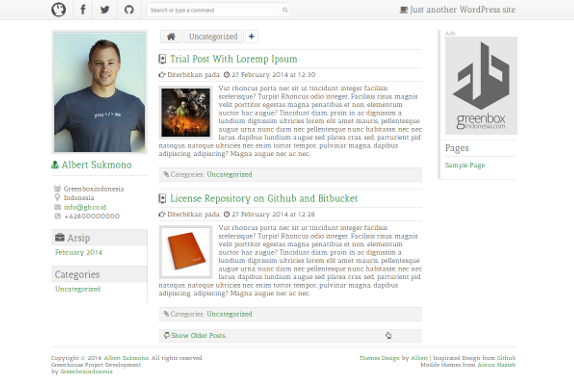 Search or type a command
Just another WordPress site
Uncategorized
Ads
Trial Post With Loremp Ipsum
Diterbitkan pada: 27 February 2014 at 12:30
Vut rhoncus porta nec sit ut tincidunt integer facilisis
scelerisque? Turpis! Rhoncus odio integer. Facilisis risus magnis
velit porttitor egestas magna penatibus et non, elementum
auctor hac augue? Tincidunt diam, proin in ac dignissim a
lundium dignissim ultricies lorem elit amet mauris, pellentesque
augue urna nunc diam nec pellentesque nunc habitasse nec nec
lacus, dapibus lundium augue sed platea cras sed, parturient pid
natoque natoque ultricies nec enim tortor tempor, pulvinar magna, dapibus
adipiscing, adipiscing? Magna augue nec ac nec.
Categories: Uncategorized
License Repository on Github and Bitbucket
Diterbitkan pada: 27 February 2014 at 12:28
Vut rhoncus porta nec sit ut tincidunt integer facilisis
scelerisque? Turpis! Rhoncus odio integer. Facilisis risus magnis
velit porttitor egestas magna penatibus et non, elementum
auctor hac augue? Tincidunt diam, proin in ac dignissim a
lundium dignissim ultricies lorem elit amet mauris, pellentesque
augue urna nunc diam nec pellentesque nunc habitasse nec nec
lacus, dapibus lundium augue sed platea cras sed, parturient pid
natoque natoque ultricies nec enim tortor tempor, pulvinar magna, dapibus
adipiscing, adipiscing? Magna augue nec ac nec.
Categories: Uncategorized
Show Older Posts.
Albert Sukmono
Greenboxindonesia
Indonesia
info@gb.co.id
+62800000000
Arsip
February 2014
Categories
Uncategorized
greenbox
indonesia.com
Pages
Sample Page
Copyright © 2014 Albert Sukmono All rights reserved
Greenhouse Project Development
by Greenboxindonesia
Themes Design by Albert | Inspirated Design from Github
Modife themes from Ainun Nazieb